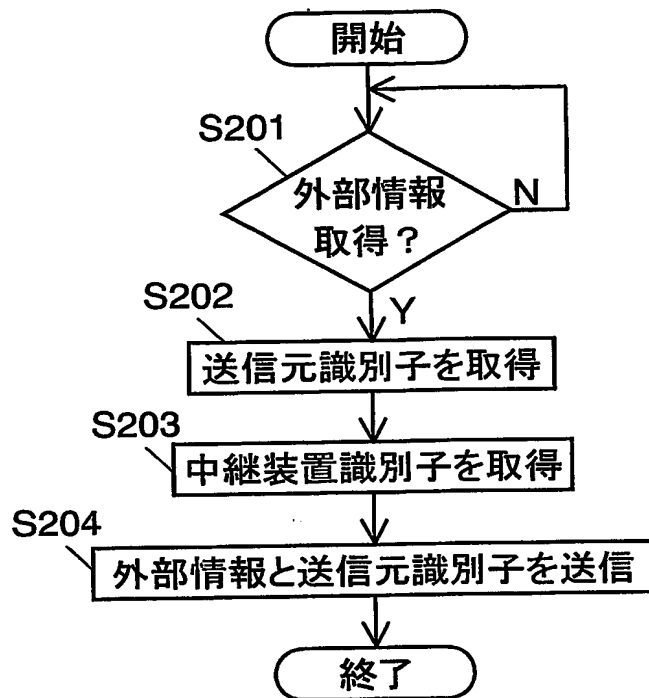 開始
S201
外部情報
取得？
N
Y
S202
送信元識別子を取得
S203
中継装置識別子を取得
S204
外部情報と送信元識別子を送信
終了